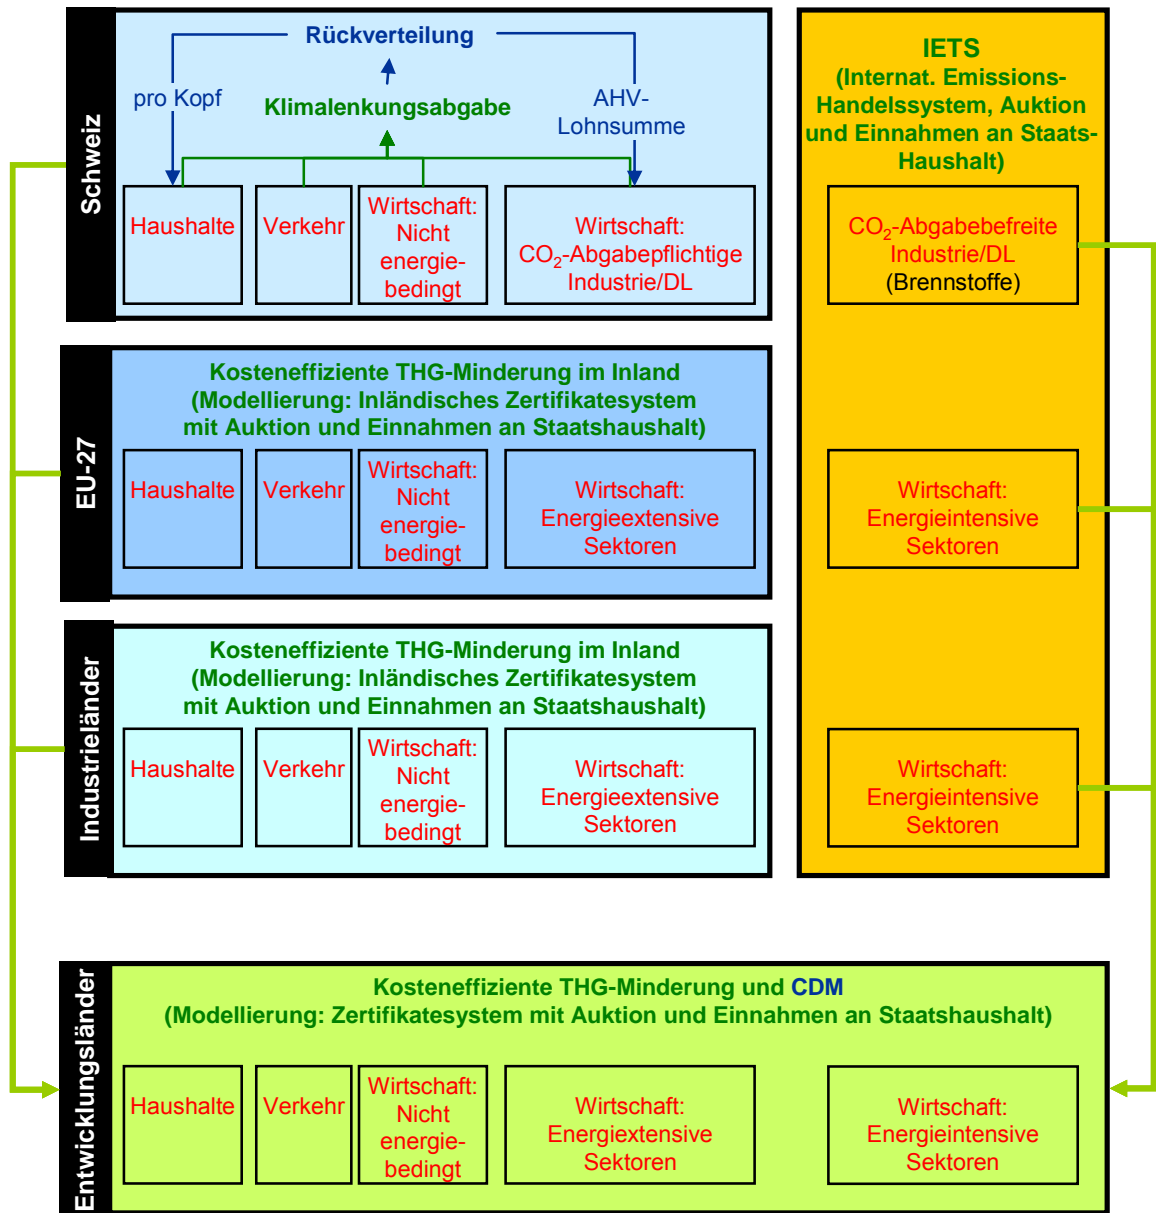 Schweiz
Rückverteilung
pro Kopf
Klimalenkungsabgabe
AHV-
Lohnsumme
Haushalte
Verkehr
Wirtschaft:
Nicht
energie-
bedingt
Wirtschaft:
CO₂-Abgabepflichtige
Industrie/DL
IETS
(Internat. Emissions-
Handelssystem, Auktion
und Einnahmen an Staats-
Haushalt)
CO₂-Abgabebefreite
Industrie/DL
(Brennstoffe)
EU-27
Kosteneffiziente THG-Minderung im Inland
(Modellierung: Inländisches Zertifikatesystem
mit Auktion und Einnahmen an Staatshaushalt)
Haushalte
Verkehr
Wirtschaft:
Nicht
energie-
bedingt
Wirtschaft:
Energieextensive
Sektoren
Wirtschaft:
Energieintensive
Sektoren
Industrieländer
Kosteneffiziente THG-Minderung im Inland
(Modellierung: Inländisches Zertifikatesystem
mit Auktion und Einnahmen an Staatshaushalt)
Haushalte
Verkehr
Wirtschaft:
Nicht
energie-
bedingt
Wirtschaft:
Energieextensive
Sektoren
Wirtschaft:
Energieintensive
Sektoren
Entwicklungsländer
Kosteneffiziente THG-Minderung und CDM
(Modellierung: Zertifikatesystem mit Auktion und Einnahmen an Staatshaushalt)
Haushalte
Verkehr
Wirtschaft:
Nicht
energie-
bedingt
Wirtschaft:
Energiextensive
Sektoren
Wirtschaft:
Energieintensive
Sektoren